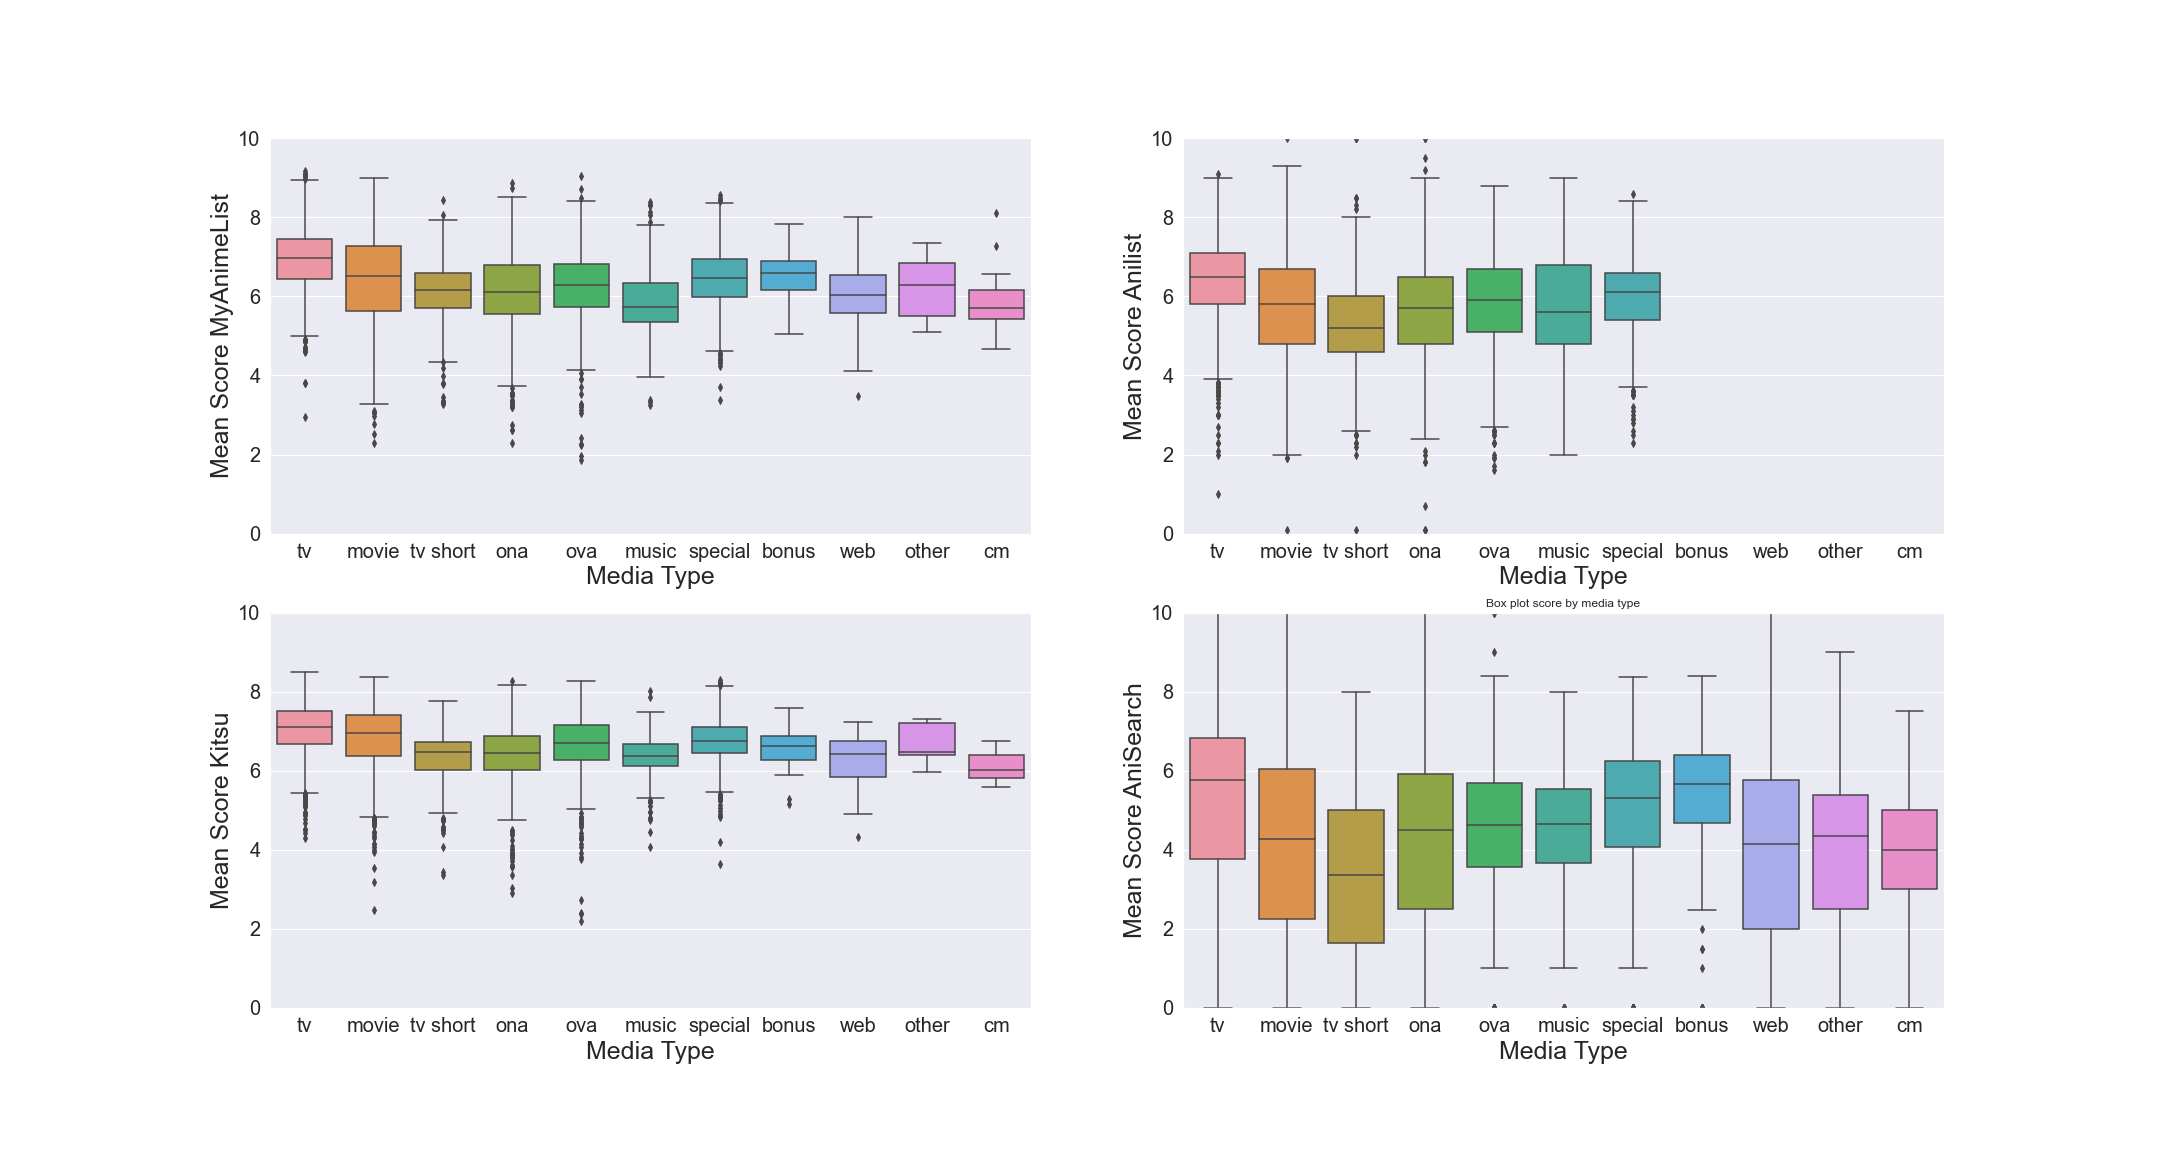 10
8
6
4
2
0
Mean Score MyAnimeList
tv movie tv short ona ova music special bonus web other cm
Media Type
10
8
6
4
2
0
Mean Score Anilist
tv movie tv short ona ova music special bonus web other cm
Media Type
10
8
6
4
2
0
Mean Score Kitsu
tv movie tv short ona ova music special bonus web other cm
Media Type
Box plot score by media type
10
8
6
4
2
0
Mean Score AniSearch
tv movie tv short ona ova music special bonus web other cm
Media Type